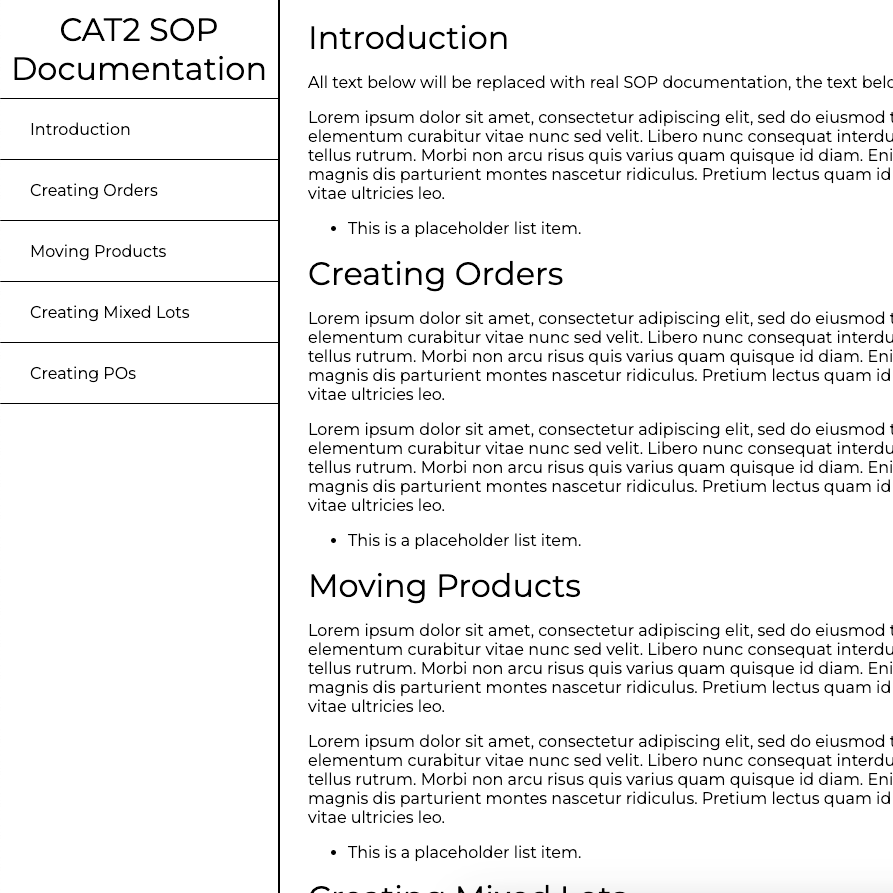 CAT2 SOP
Documentation
Introduction
Creating Orders
Moving Products
Creating Mixed Lots
Creating POs
Introduction
All text below will be replaced with real SOP documentation, the text
Lorem ipsum dolor sit amet, consectetur adipiscing elit, sed do eiusmod
elementum curabitur vitae nunc sed velit. Libero nunc consequat
tellus rutrum. Morbi non arcu risus quis varius quam quisque id diam.
magnis dis parturient montes nascetur ridiculus. Pretium lectus quam id
vitae ultricies leo.
• This is a placeholder list item.
Creating Orders
Lorem ipsum dolor sit amet, consectetur adipiscing elit, sed do eiusmod
elementum curabitur vitae nunc sed velit. Libero nunc consequat
tellus rutrum. Morbi non arcu risus quis varius quam quisque id diam.
magnis dis parturient montes nascetur ridiculus. Pretium lectus quam id
vitae ultricies leo.
Lorem ipsum dolor sit amet, consectetur adipiscing elit, sed do eiusmod
elementum curabitur vitae nunc sed velit. Libero nunc consequat
tellus rutrum. Morbi non arcu risus quis varius quam quisque id diam.
magnis dis parturient montes nascetur ridiculus. Pretium lectus quam id
vitae ultricies leo.
• This is a placeholder list item.
Moving Products
Lorem ipsum dolor sit amet, consectetur adipiscing elit, sed do eiusmod
elementum curabitur vitae nunc sed velit. Libero nunc consequat
tellus rutrum. Morbi non arcu risus quis varius quam quisque id diam.
magnis dis parturient montes nascetur ridiculus. Pretium lectus quam id
vitae ultricies leo.
Lorem ipsum dolor sit amet, consectetur adipiscing elit, sed do eiusmod
elementum curabitur vitae nunc sed velit. Libero nunc consequat
tellus rutrum. Morbi non arcu risus quis varius quam quisque id diam.
magnis dis parturient montes nascetur ridiculus. Pretium lectus quam id
vitae ultricies leo.
• This is a placeholder list item.
Creating Mixed Lots